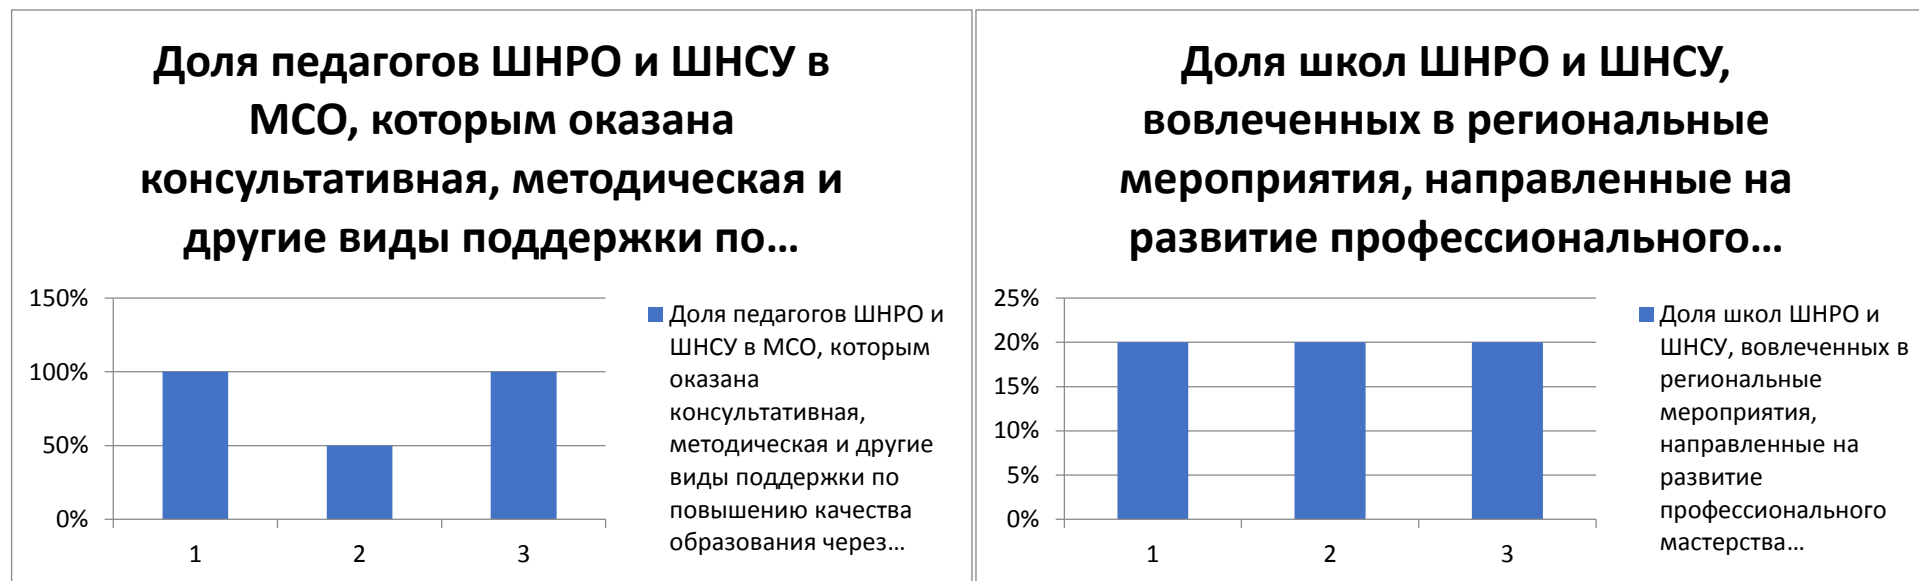 Доля педагогов ШНРО и ШНСУ в
МСО, которым оказана
консультативная, методическая и
другие виды поддержки по…
150%
100%
50%
0%
1
2
3
Доля педагогов ШНРО и
ШНСУ в МСО, которым
оказана
консультативная,
методическая и другие
виды поддержки по
повышению качества
образования через…
Доля школ ШНРО и ШНСУ,
вовлеченных в региональные
мероприятия, направленные на
развитие профессионального…
25%
20%
15%
10%
5%
0%
1
2
3
Доля школ ШНРО и
ШНСУ, вовлеченных в
региональные
мероприятия,
направленные на
развитие
профессионального
мастерства…